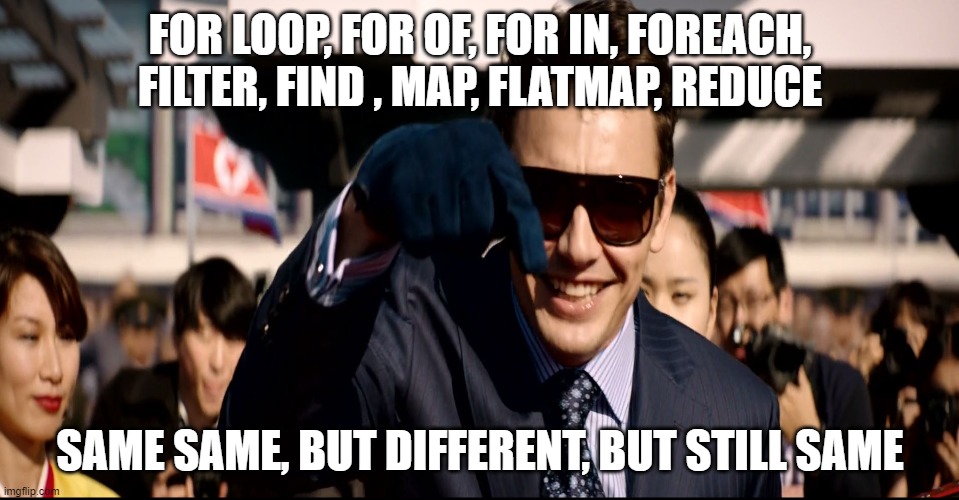 FOR LOOP, FOR OF, FOR IN, FOREACH,
FILTER, FIND , MAP, FLATMAP, REDUCE
SAME SAME, BUT DIFFERENT, BUT STILL SAME
imgflip.com